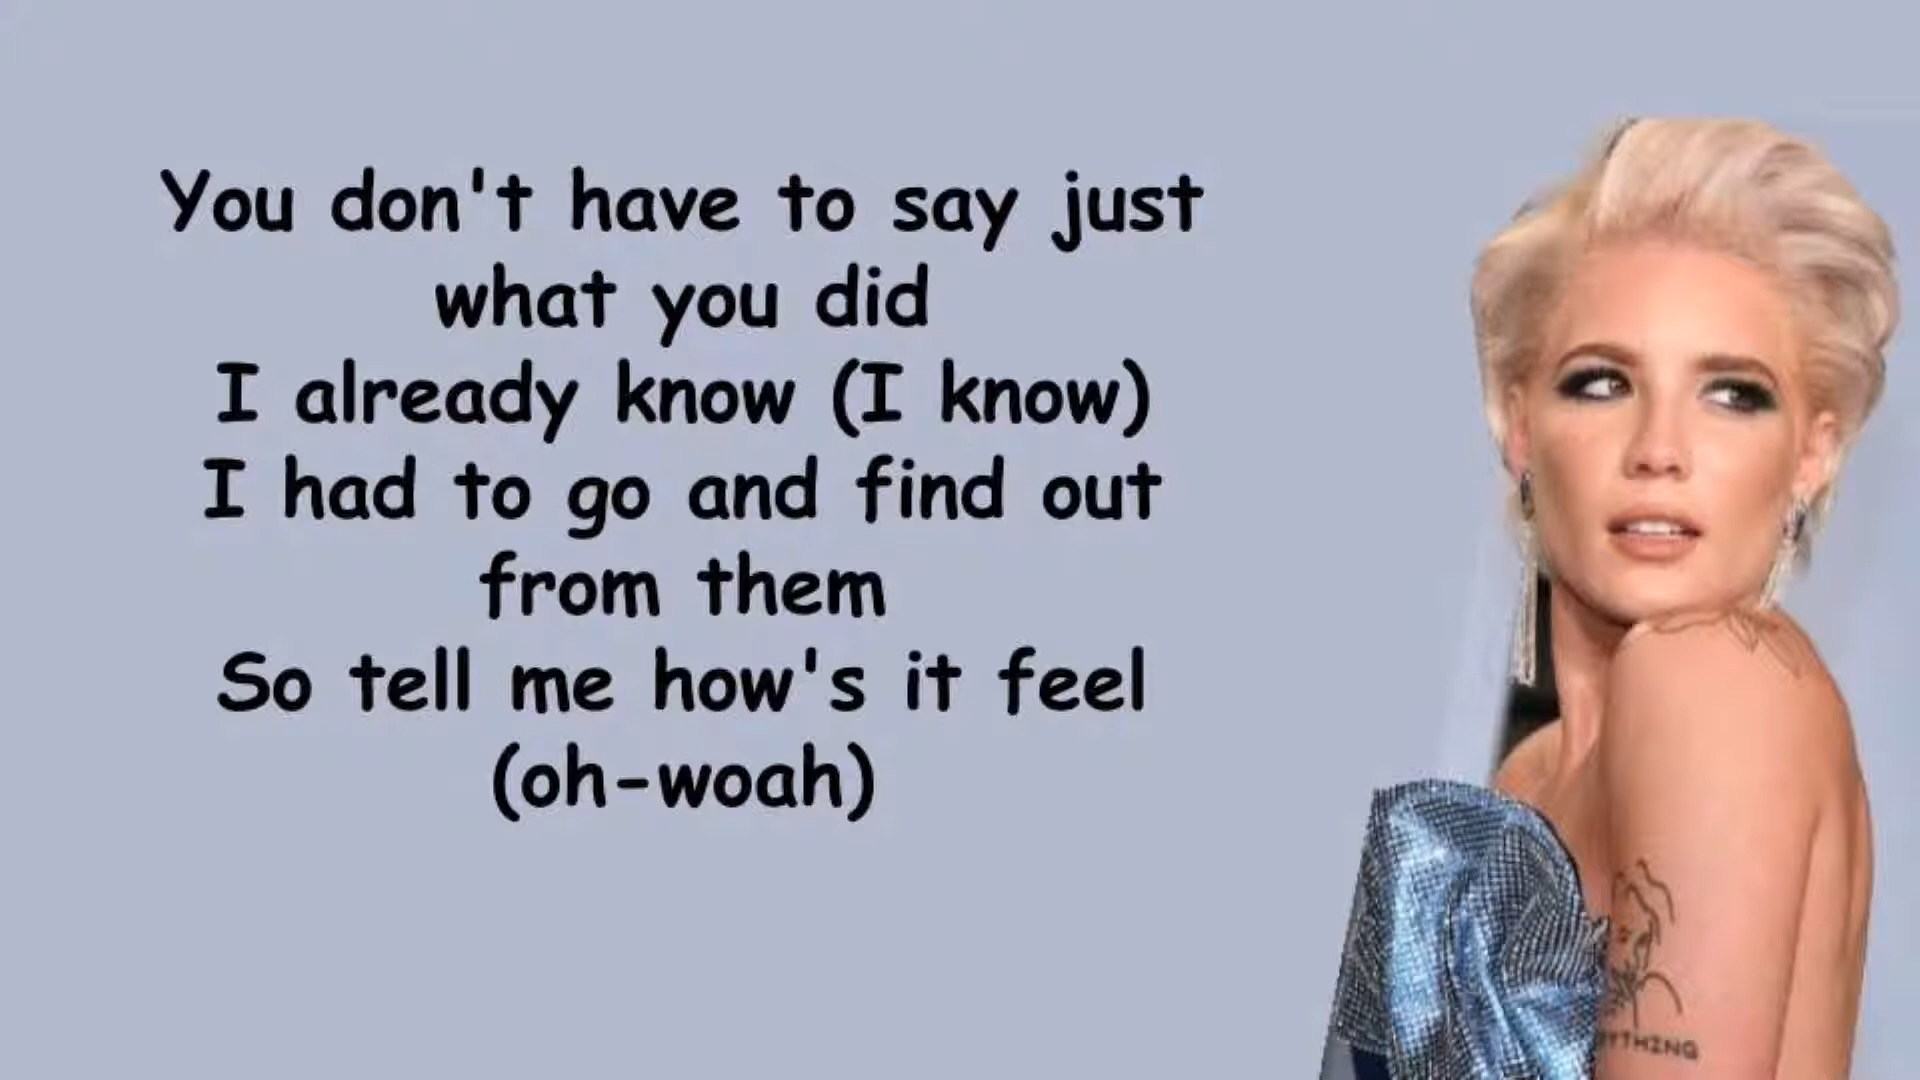 You don't have to say just
what you did
I already know (I know)
I had to go and find out
from them
So tell me how's it feel
(oh-woah)
YTHING